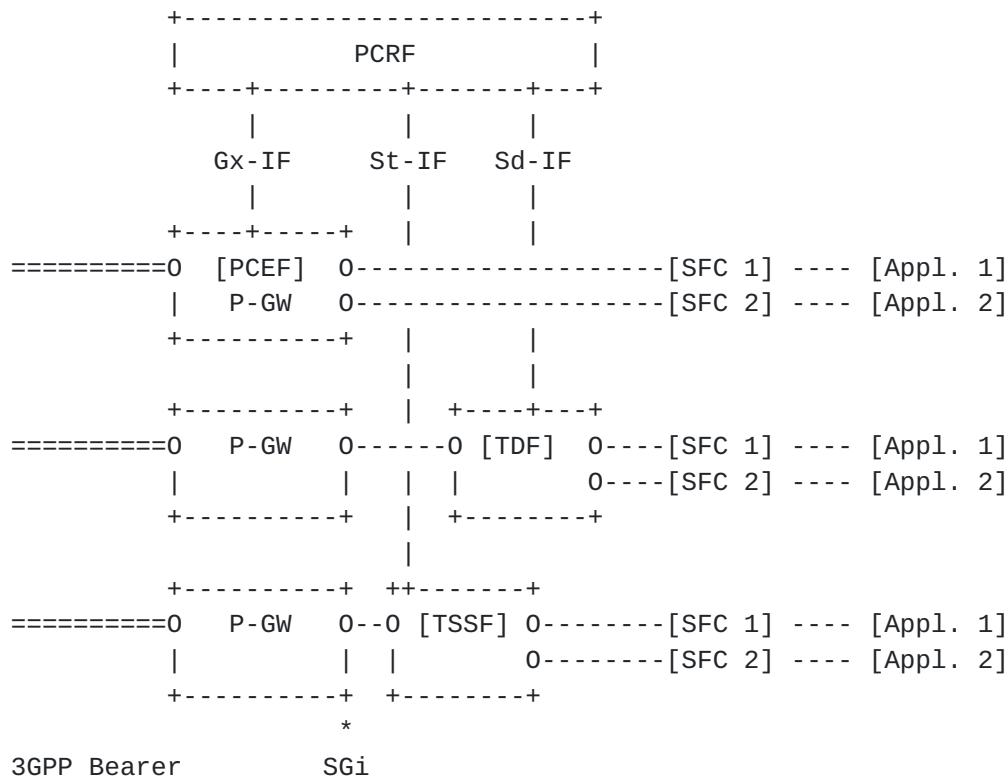 PCRF
Gx-IF St-IF Sd-IF
==========O [PCEF] O--------------------[SFC 1] ---- [Appl. 1]
| P-GW O--------------------[SFC 2] ---- [Appl. 2]
==========O P-GW O------O [TDF] O----[SFC 1] ---- [Appl. 1]
O----[SFC 2] ---- [Appl. 2]
==========O P-GW O--O [TSSF] O--------[SFC 1] ---- [Appl. 1]
O--------[SFC 2] ---- [Appl. 2]
*
3GPP Bearer SGi